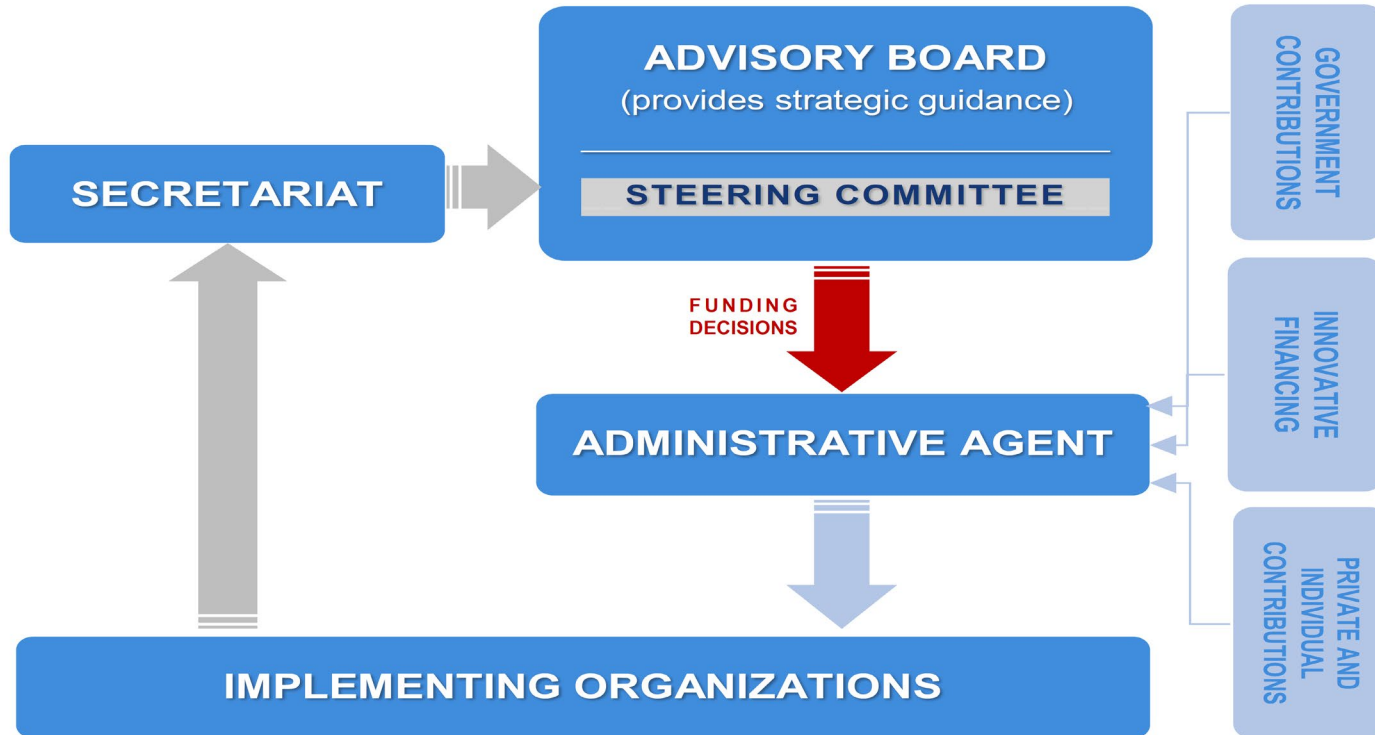 ADVISORY BOARD
(provides strategic guidance)
STEERING COMMITTEE
SECRETARIAT
FUNDING
DECISIONS
ADMINISTRATIVE AGENT
IMPLEMENTING ORGANIZATIONS
GOVERNMENT
CONTRIBUTIONS
INNOVATIVE
FINANCING
PRIVATE AND
INDIVIDUAL
CONTRIBUTIONS